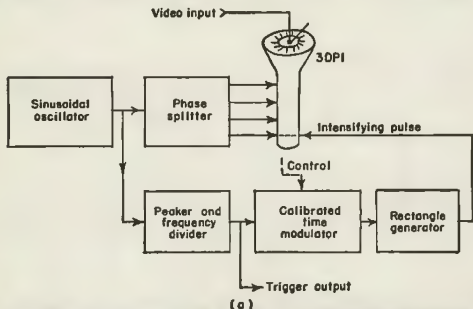 Video input
3DP1
Sinusoidal
oscillator
Phase
splitter
Intensifying pulse
Control
Peaker and
frequency
divider
Calibrated
time
modulator
Rectangle
generator
Trigger output
(a)